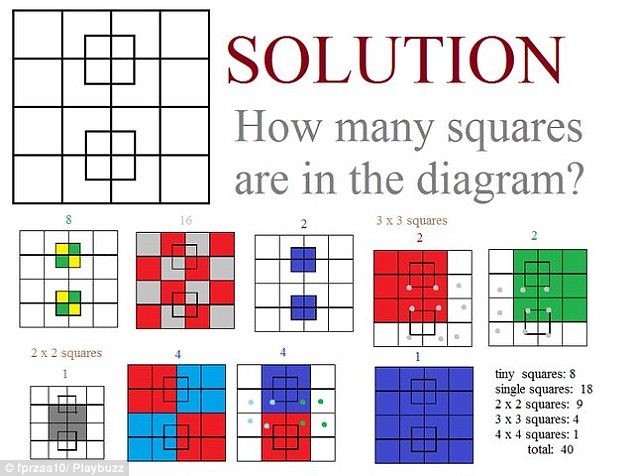 SOLUTION
How many squares
are in the diagram?
8
16
2
3 x 3 squares
2
2
2 x 2 squares
1
4
4
1
tiny squares: 8
single squares: 18
2 x 2 squares: 9
3 x 3 squares: 4
4 x 4 squares: 1
total: 40
© fprzaa10/ Playbuzz